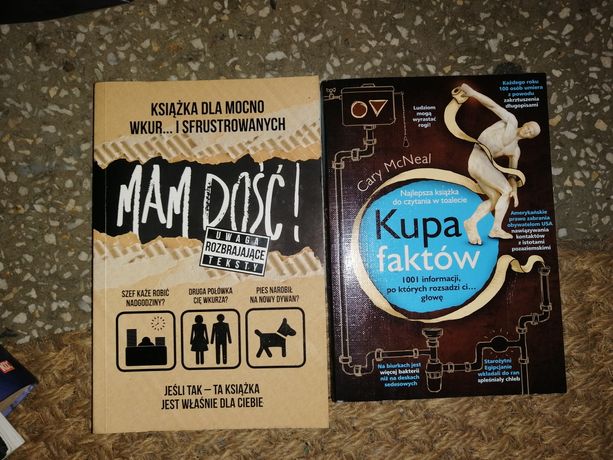 KSIĄŻKA DLA MOCNO
WKUR... I SFRUSTROWANYCH
MAM DOŚĆ!
UWAGA
ROZBRAJAJĄCE
TEKSTY
SZEF KAŻE ROBIĆ
NADGODZINY?
DRUGA POŁÓWKA
CIĘ WKURZA?
PIES NAROBIŁ
NA NOWY DYWAN?
JEŚLI TAK – TA KSIĄŻKA
JEST WŁAŚNIE DLA CIEBIE
Każdego roku
100 osób umiera
z powodu
zakrztuszenia
długopisami
Ludziom
mogą
wyrastać
rogi!
Cary McNeal
Najlepsza książka
do czytania w toalecie
Kupa
faktów
1001 informacji,
po których rozsadzi ci...
głowę
Amerykańskie
prawo zabrania
obywatelom USA
nawiązywania
kontaktów
z istotami
pozaziemskimi
Na biurkach jest
więcej bakterii
niż na deskach
sedesowych
Starożytni
Egipcjanie
wkładali do ran
spleśniały chleb